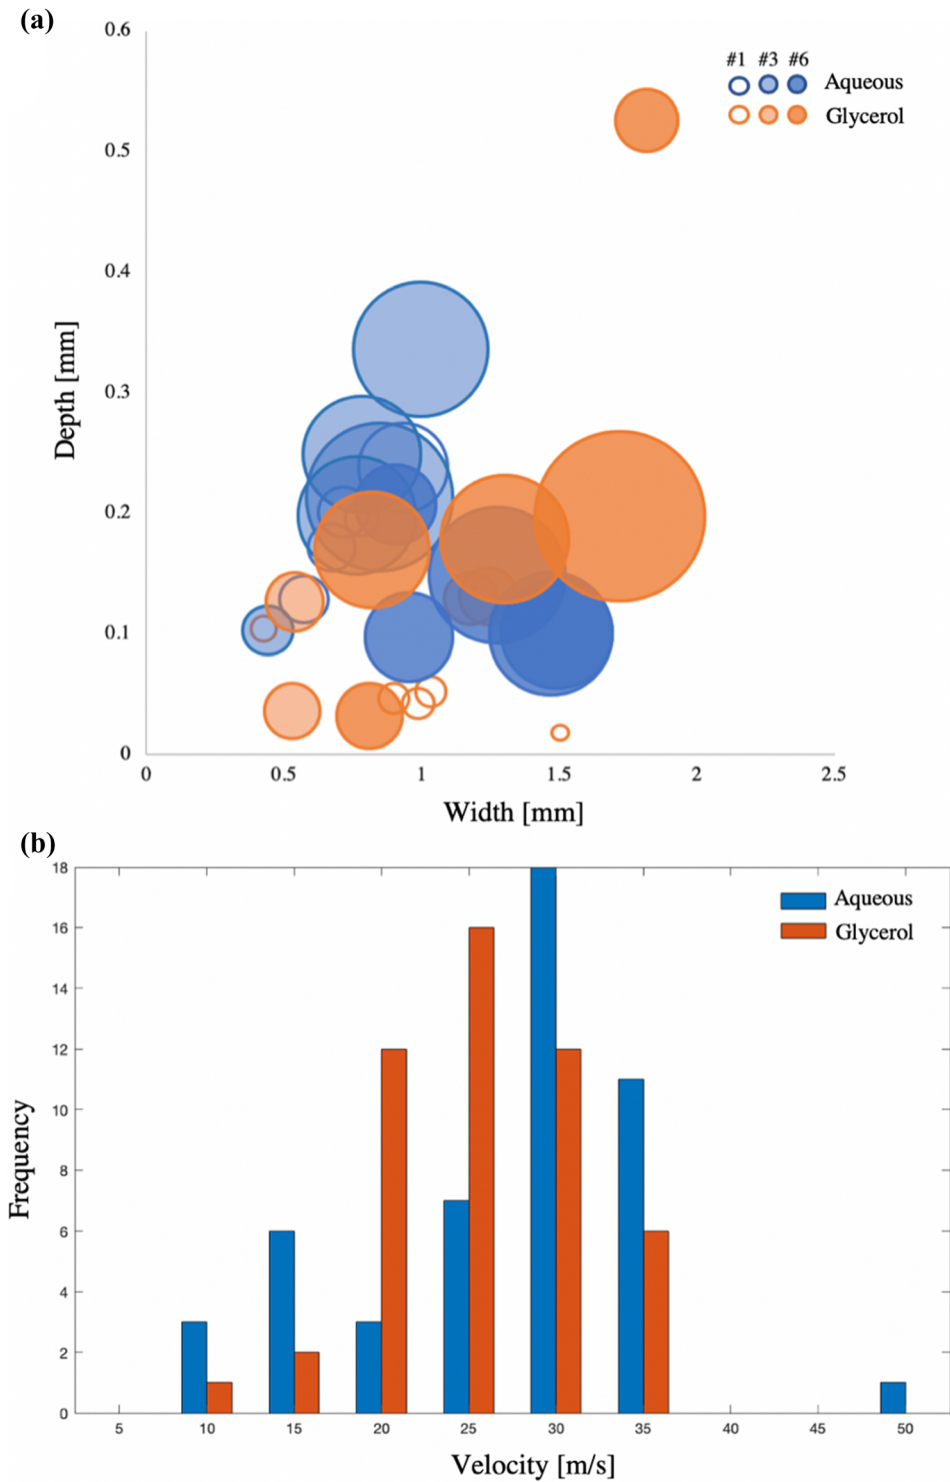 (a)
0.6
#1 #3 #6
Aqueous
Glycerol
0.5
0.4
0.3
0.2
0.1
0
Depth [mm]
0 0.5 1 1.5 2 2.5
Width [mm]
(b)
18
16
14
12
10
8
6
4
2
0
Frequency
Aqueous
Glycerol
5 10 15 20 25 30 35 40 45 50
Velocity [m/s]